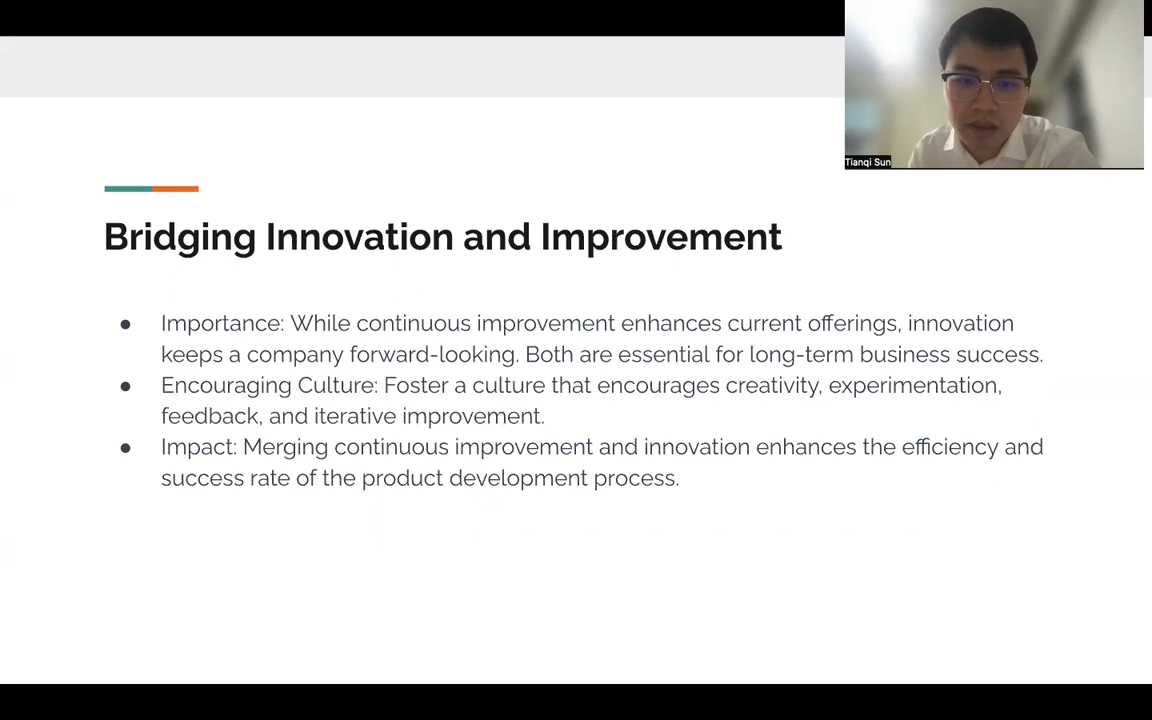 Tianqi Sun
Bridging Innovation and Improvement
● Importance: While continuous improvement enhances current offerings, innovation
keeps a company forward-looking. Both are essential for long-term business success.
● Encouraging Culture: Foster a culture that encourages creativity, experimentation,
feedback, and iterative improvement.
● Impact: Merging continuous improvement and innovation enhances the efficiency and
success rate of the product development process.